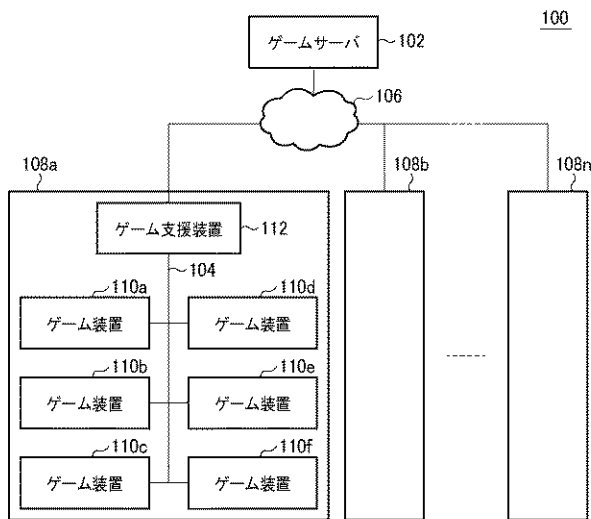 100
ゲームサーバ 102
106
108a 108b 108n
ゲーム支援装置 112
104
110a 110d
ゲーム装置 ゲーム装置
110b 110e
ゲーム装置 ゲーム装置
110c 110f
ゲーム装置 ゲーム装置